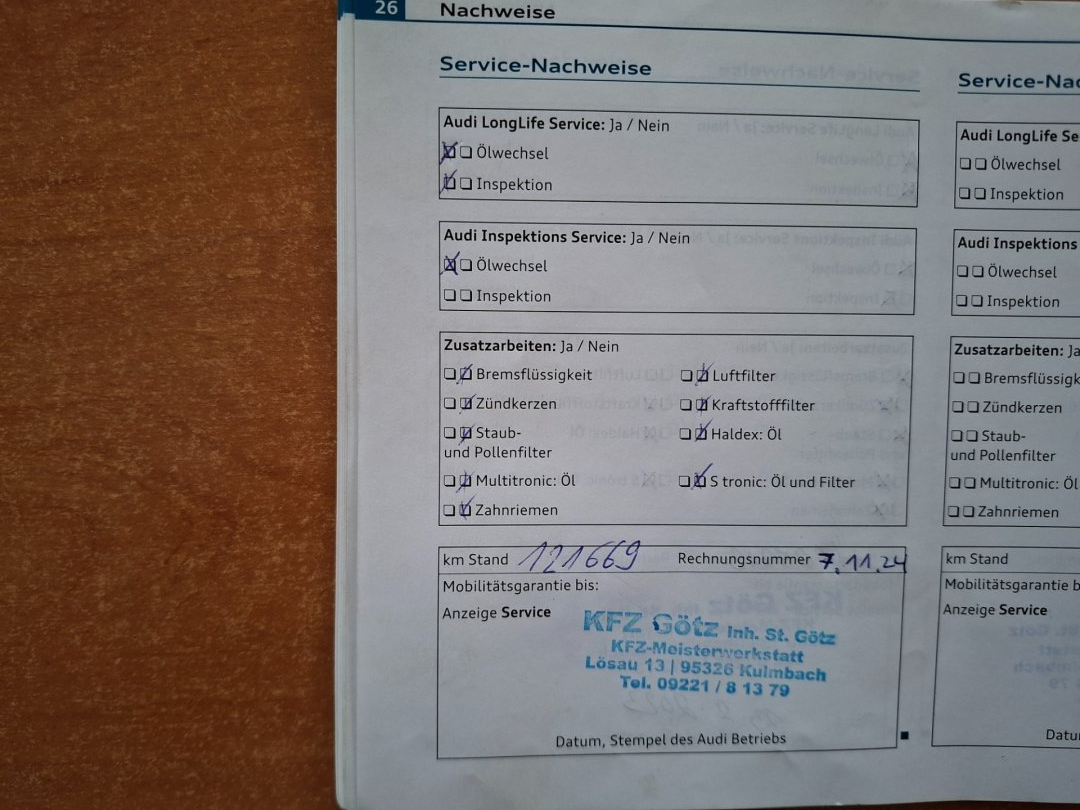 26 Nachweise
Service-Nachweise
Audi LongLife Service: Ja / Nein
Ölwechsel
Inspektion
Audi Inspektions Service: Ja / Nein
Ölwechsel
Inspektion
Zusatzarbeiten: Ja / Nein
Bremsflüssigkeit Luftfilter
Zündkerzen Kraftstofffilter
Staub- Haldex: Öl
und Pollenfilter
Multitronic: Öl S tronic: Öl und Filter
Zahnriemen
km Stand 121669 Rechnungsnummer 7.11.24
Mobilitätsgarantie bis:
Anzeige Service
KFZ Götz Inh. St. Götz
KFZ-Meisterwerkstatt
Lösau 13 | 95326 Kulmbach
Tel. 09221 / 8 13 79
Datum, Stempel des Audi Betriebs
Service-Nac
Audi LongLife Se
Ölwechsel
Inspektion
Audi Inspektions
Ölwechsel
Inspektion
Zusatzarbeiten: Ja
Bremsflüssigk
Zündkerzen
Staub-
und Pollenfilter
Multitronic: Öl
Zahnriemen
km Stand
Mobilitätsgarantie b
Anzeige Service
Datu